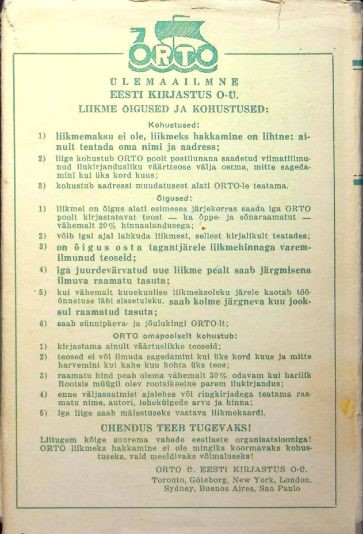 ORTO
ÜLEMAAILMNE
EESTI KIRJASTUS O-Ü.
LIIKME ÕIGUSED JA KOHUSTUSED:
Kohustused:
1) liikmemaksu ei ole, liikmeks hakkamine on lihtne: ai-
nult teatada oma nimi ja aadress;
2) liige kohustub ORTO poolt postilunana saadetud viimatiilmu-
nud ilukirjandusliku väärtteose välja ostma, mitte sageda-
mini kui üks kord kuus;
3) kohustub aadressi muudatusest alati ORTO-le teatama.
Õigused:
1) liikmel on õigus alati esimeses järjekorras saada iga ORTO
poolt kirjastatavat teost — ka õppe- ja sõnaraamatut —
vähemalt 20% hinnaalandusega;
2) võib igal ajal lahkuda liikmest, sellest kirjalikult teatades;
3) on õigus osta tagantjärele liikmehinnaga varem-
ilmunud teoseid;
4) iga juurdevärvatud uue liikme pealt saab järgmisena
ilmuva raamatu tasuta;
5) kui vähemalt kuuekuulise liikmeksoleku järele kaotab töö-
õnnetuse läbi sissetuleku, saab kolme järgneva kuu jook-
sul raamatud tasuta;
6) saab sünnipäeva- ja jõulukingi ORTO-lt;
ORTO omapoolselt kohustub:
1) kirjastama ainult väärtuslikke teoseid;
2) teosed ei või ilmuda sagedamini kui üks kord kuus ja mitte
harvemini kui kahe kuu kohta üks teos;
3) raamatu hind peab olema vähemalt 30% odavam kui harilik
Rootsis müügil olev rootsikeelne parem ilukirjandus;
4) enne väljasaatmist ajalehes või ringkirjadega teatama raa-
matu nime, autori, lehekülgede arvu ja hinna;
5) iga liige saab mälestuseks vastava liikmekaardi.
ÜHENDUS TEEB TUGEVAKS!
Liitugem kõige suurema vabade eestlaste organisatsiooniga!
ORTO liikmeks hakkamine ei ole mingiks koormavaks kohus-
tuseks, vaid meeldivaks võimaluseks!
ORTO Ü. EESTI KIRJASTUS O-Ü.
Toronto, Göteborg, New York, London,
Sydney, Buenos Aires, Sao Paulo